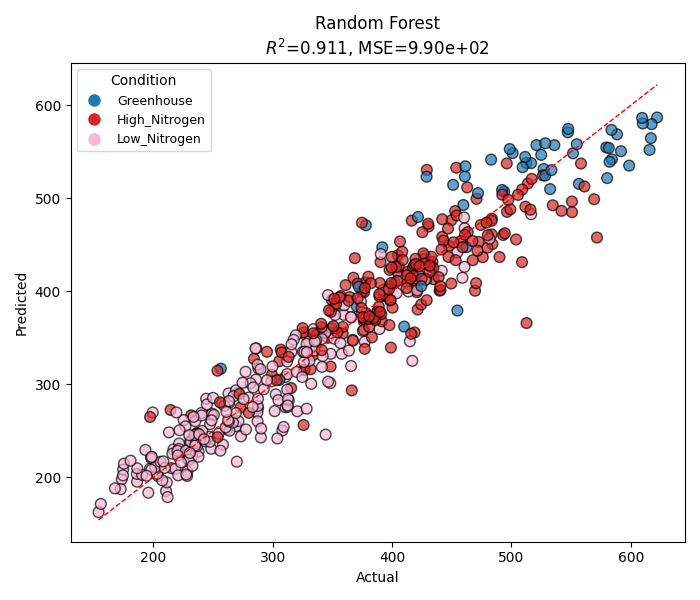 Random Forest
R²=0.911, MSE=9.90e+02
Condition
Greenhouse
High_Nitrogen
Low_Nitrogen
Predicted
600
500
400
300
200
200 300 400 500 600
Actual